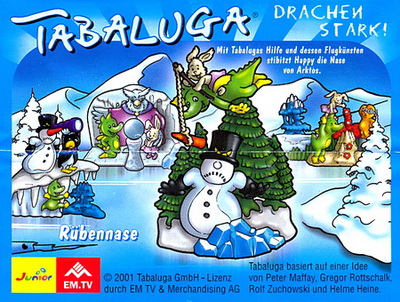 TABALUGA®
DRACHEN
STARK!
Mit Tabalugas Hilfe und dessen Flugkünsten
stibitzt Happy die Nase
von Arktos.
Rübennase
Junior
EM.TV
© 2001 Tabaluga GmbH - Lizenz
durch EM TV & Merchandising AG
Tabaluga basiert auf einer Idee
von Peter Maffay, Gregor Rottschalk,
Rolf Zuchowski und Helme Heine.